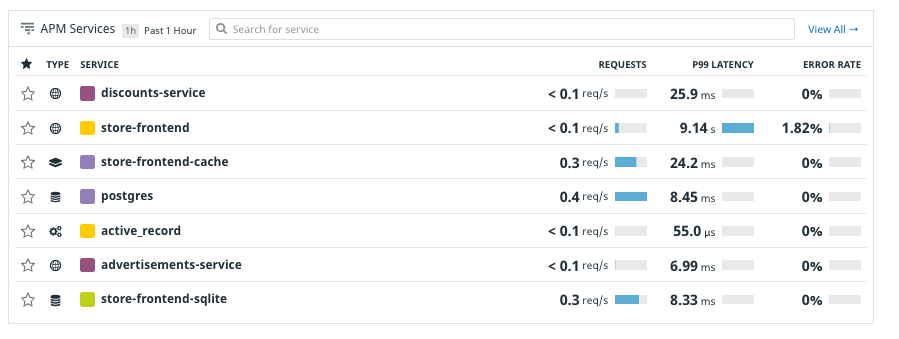 APM Services 1h Past 1 Hour Search for service View All →
TYPE SERVICE REQUESTS P99 LATENCY ERROR RATE
discounts-service < 0.1 req/s 25.9 ms 0%
store-frontend < 0.1 req/s 9.14 s 1.82%
store-frontend-cache 0.3 req/s 24.2 ms 0%
postgres 0.4 req/s 8.45 ms 0%
active_record < 0.1 req/s 55.0 μs 0%
advertisements-service < 0.1 req/s 6.99 ms 0%
store-frontend-sqlite 0.3 req/s 8.33 ms 0%